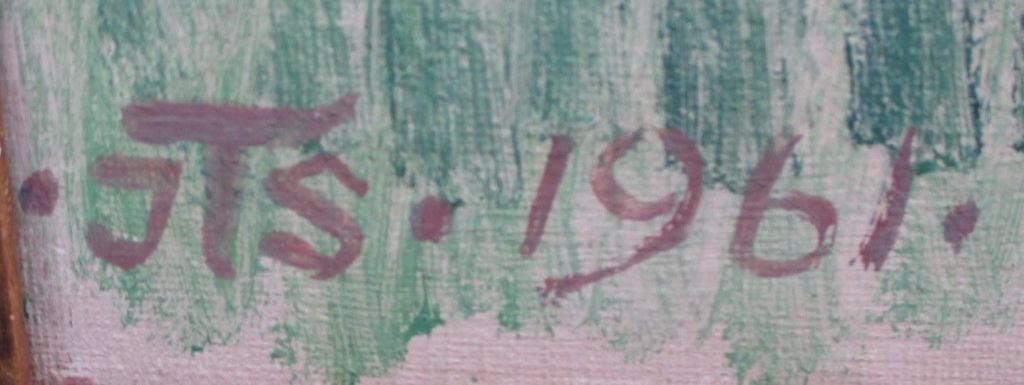 . JTS . 1961 .